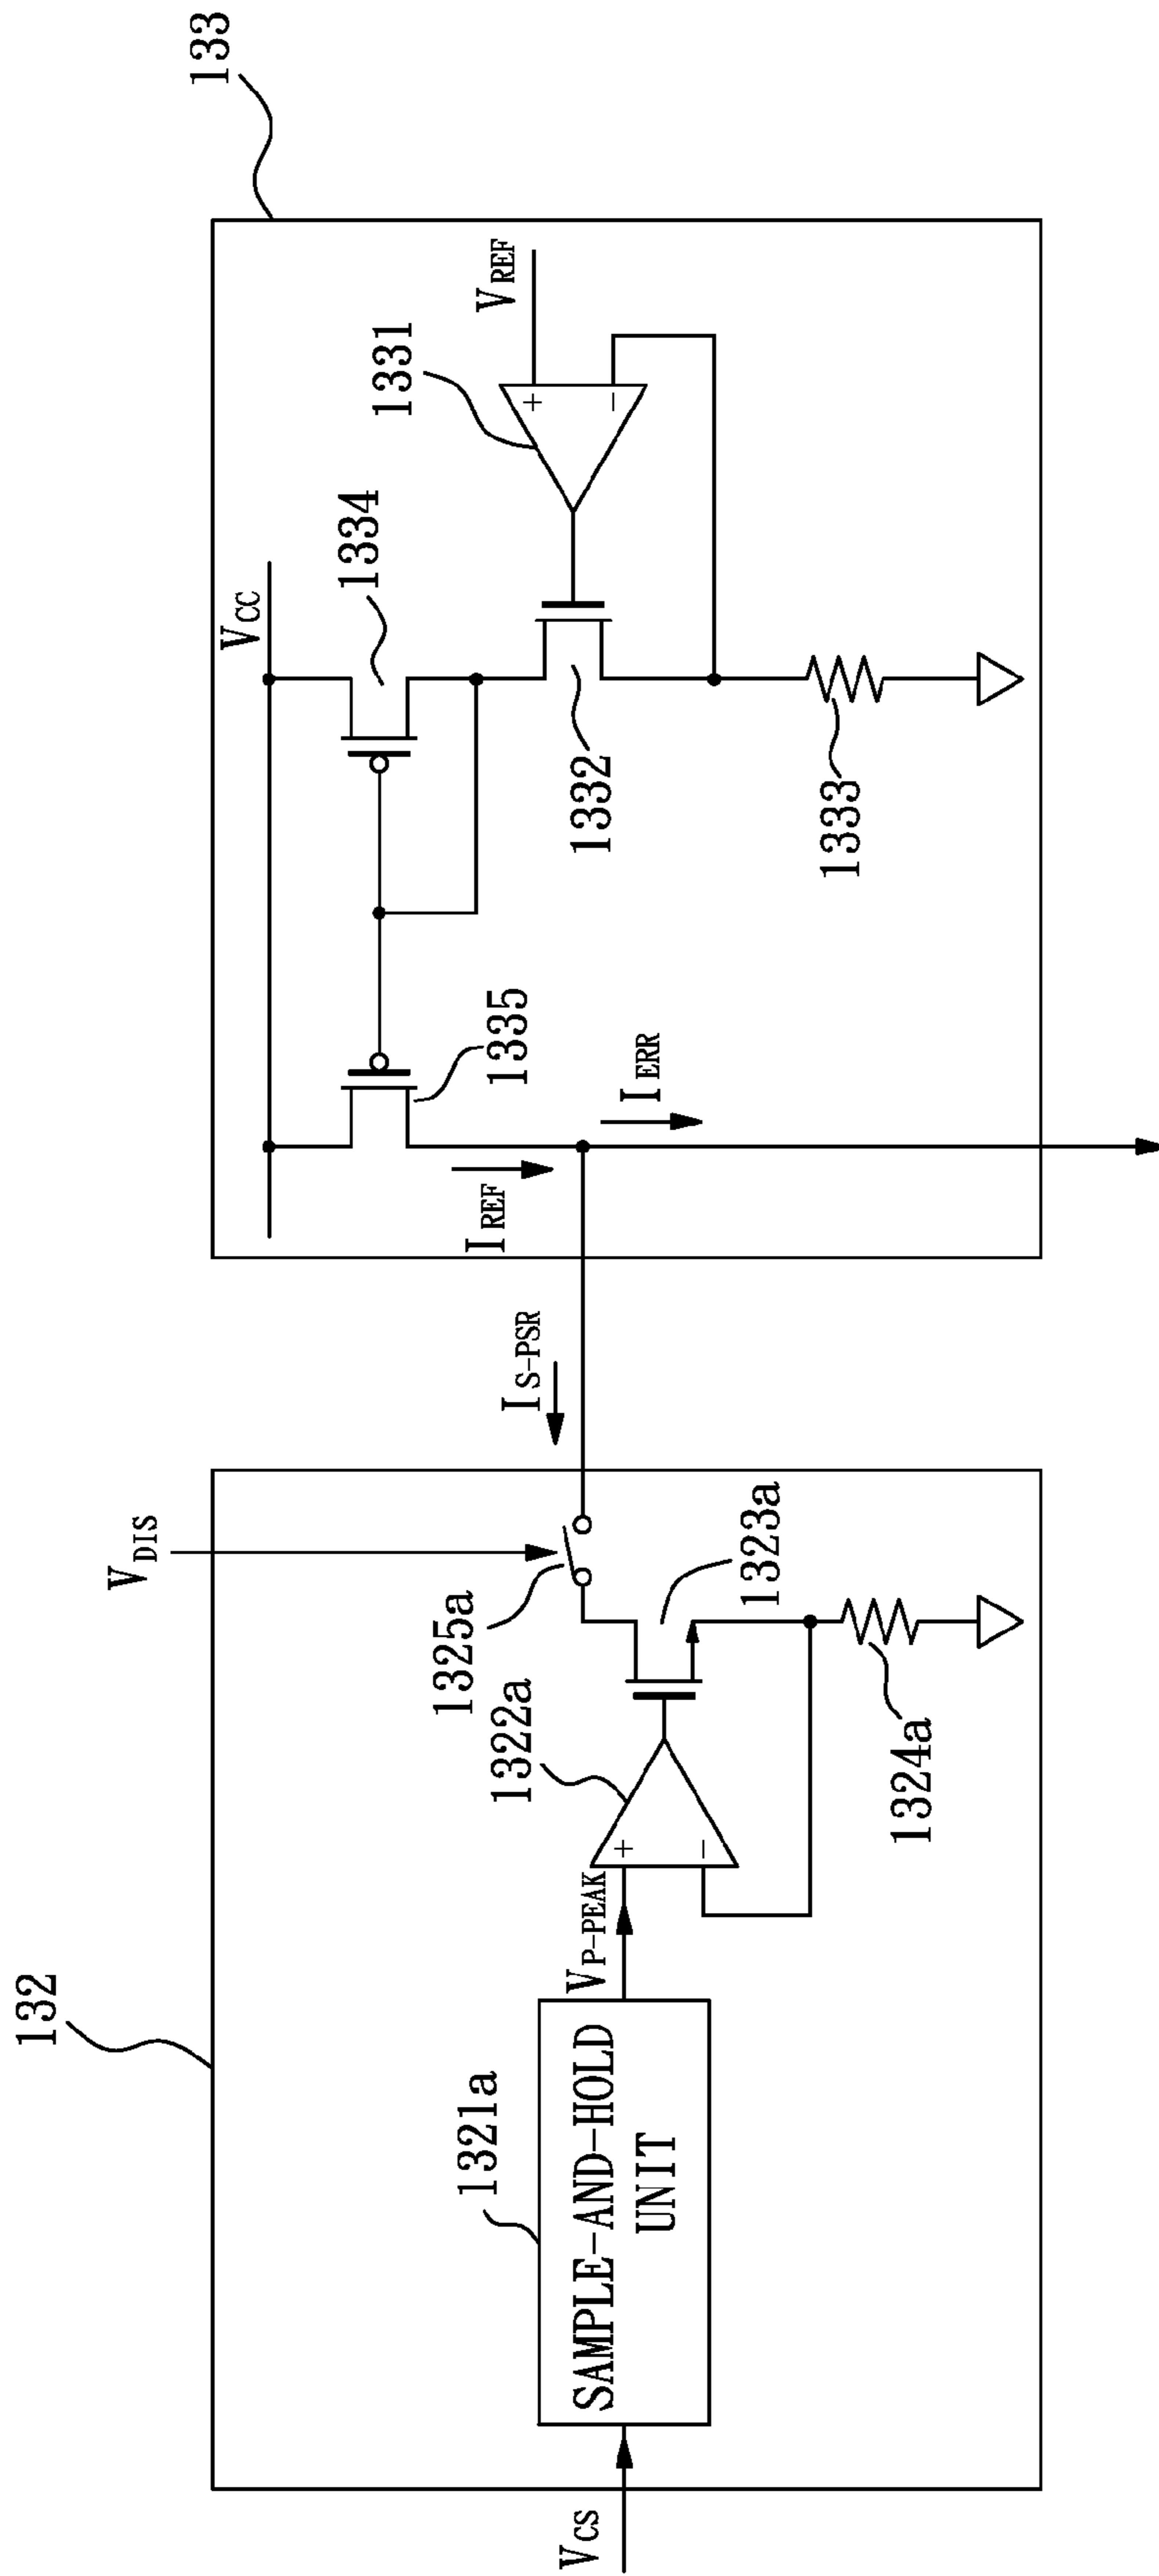 132
133
V_DIS
V_CC
1334
1331
V_REF
1335
I_REF
I_ERR
I_S-PSR
1332
1333
1325a
1322a
1323a
1324a
+
−
+
−
V_P-PEAK
1321a
SAMPLE-AND-HOLD
UNIT
V_CS